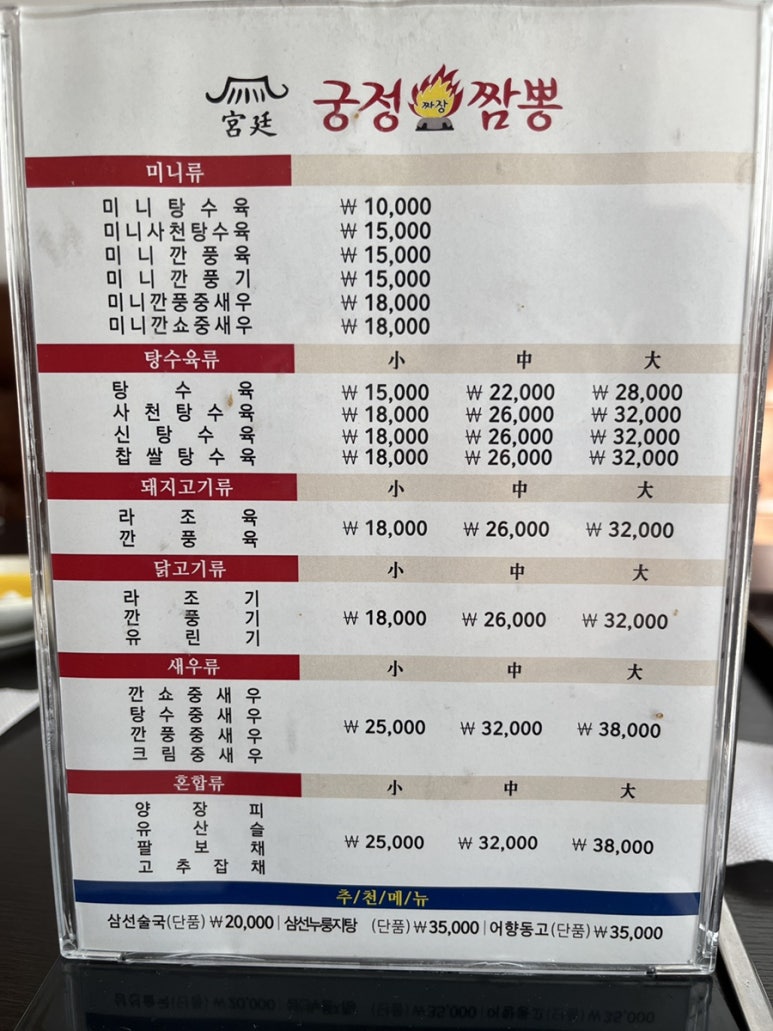 宮廷 궁정 짜장 짬뽕
미니류
미니탕수육 ₩ 10,000
미니사천탕수육 ₩ 15,000
미니깐풍육 ₩ 15,000
미니깐풍기 ₩ 15,000
미니깐풍중새우 ₩ 18,000
미니깐쇼중새우 ₩ 18,000
탕수육류 小 中 大
탕수육 ₩ 15,000 ₩ 22,000 ₩ 28,000
사천탕수육 ₩ 18,000 ₩ 26,000 ₩ 32,000
신탕수육 ₩ 18,000 ₩ 26,000 ₩ 32,000
찹쌀탕수육 ₩ 18,000 ₩ 26,000 ₩ 32,000
돼지고기류 小 中 大
라조육
깐풍육
₩ 18,000 ₩ 26,000 ₩ 32,000
닭고기류 小 中 大
라조기
깐풍기
유린기
₩ 18,000 ₩ 26,000 ₩ 32,000
새우류 小 中 大
깐쇼중새우
탕수중새우
깐풍중새우
크림중새우
₩ 25,000 ₩ 32,000 ₩ 38,000
혼합류 小 中 大
양장피
유산슬
팔보채
고추잡채
₩ 25,000 ₩ 32,000 ₩ 38,000
추/천/메/뉴
삼선술국(단품) ₩20,000 | 삼선누룽지탕 (단품) ₩35,000 | 어향동고(단품) ₩35,000